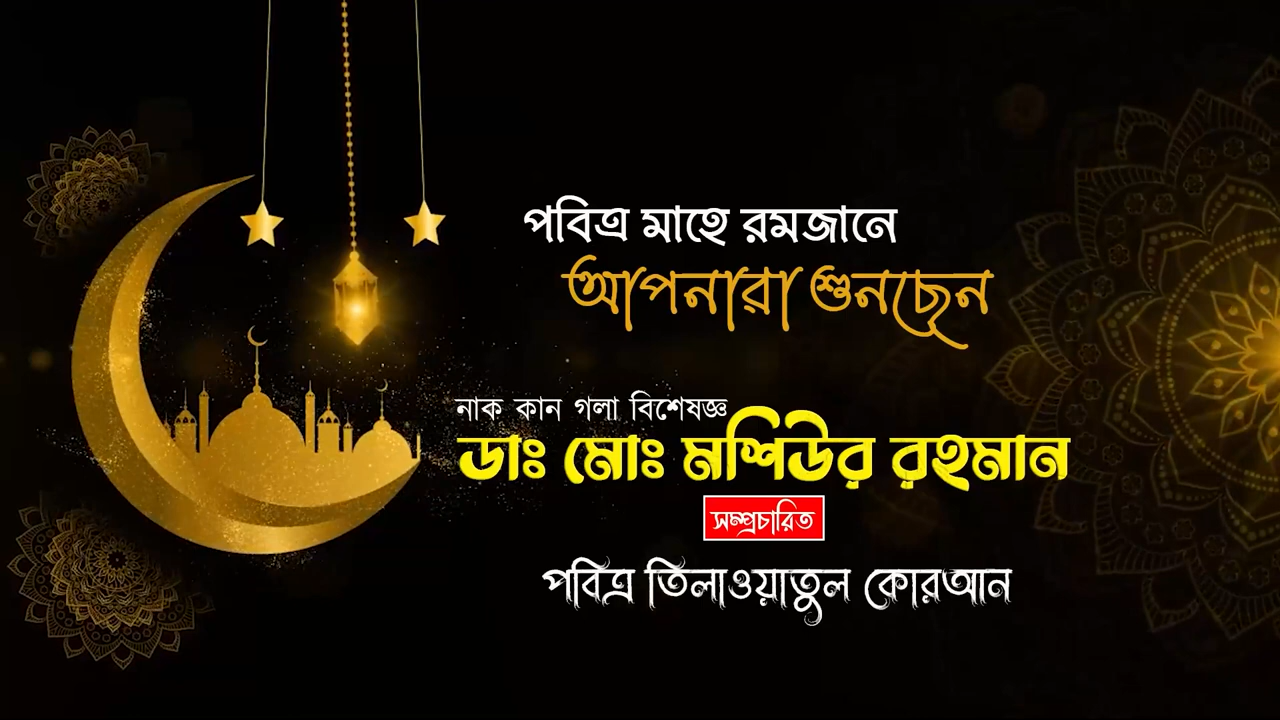 পবিত্র মাহে রমজানে
আপনারা শুনছেন
নাক কান গলা বিশেষজ্ঞ
ডাঃ মোঃ মশিউর রহমান
সম্প্রচারিত
পবিত্র তিলাওয়াতুল কোরআন